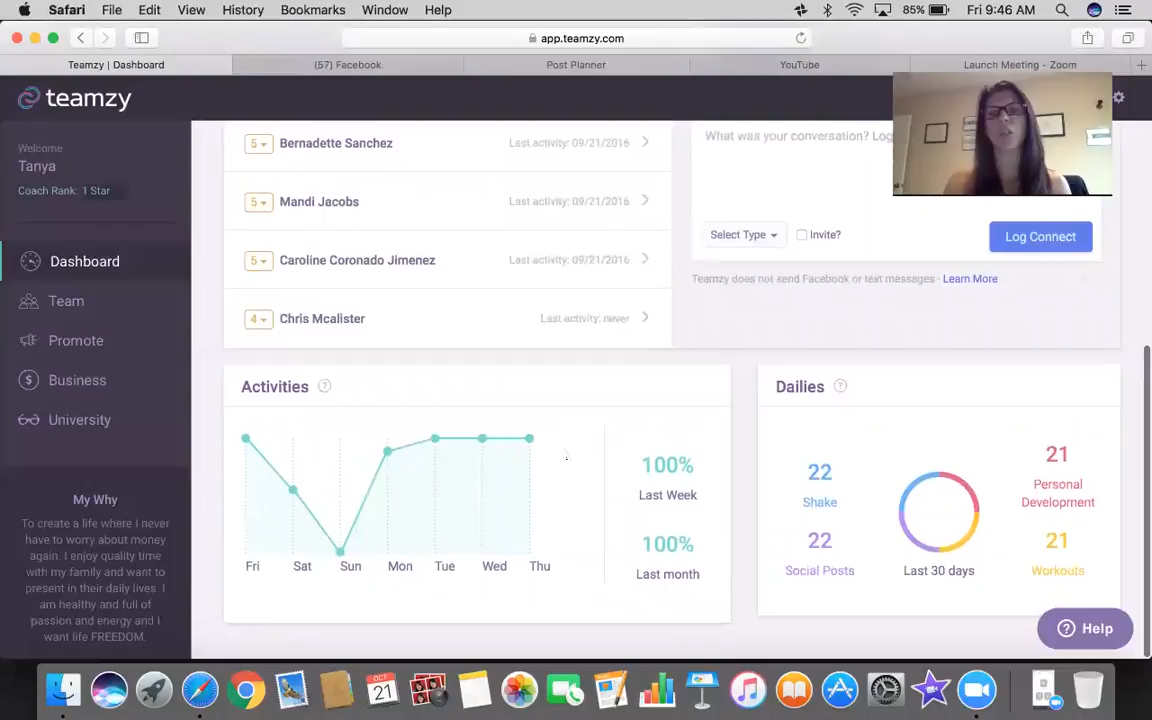 Safari File Edit View History Bookmarks Window Help 85% Fri 9:46 AM
app.teamzy.com
Teamzy | Dashboard (57) Facebook Post Planner YouTube Launch Meeting - Zoom
teamzy
Welcome
Tanya
Coach Rank: 1 Star
Dashboard
Team
Promote
Business
University
My Why
To create a life where i never
have to worry about money
again. I enjoy quality time
with my family and want to
present in their daily lives. I
am healthy and full of
passion and energy and I
want life FREEDOM.
5 Bernadette Sanchez Last activity: 09/21/2016
5 Mandi Jacobs Last activity: 09/21/2016
5 Caroline Coronado Jimenez Last activity: 09/21/2016
4 Chris Mcalister Last activity: never
What was your conversation? Log
Select Type Invite? Log Connect
Teamzy does not send Facebook or text messages · Learn More
Activities ?
Fri Sat Sun Mon Tue Wed Thu
100%
Last Week
100%
Last month
Dailies ?
22
Shake
22
Social Posts
Last 30 days
21
Personal
Development
21
Workouts
? Help
OCT
21